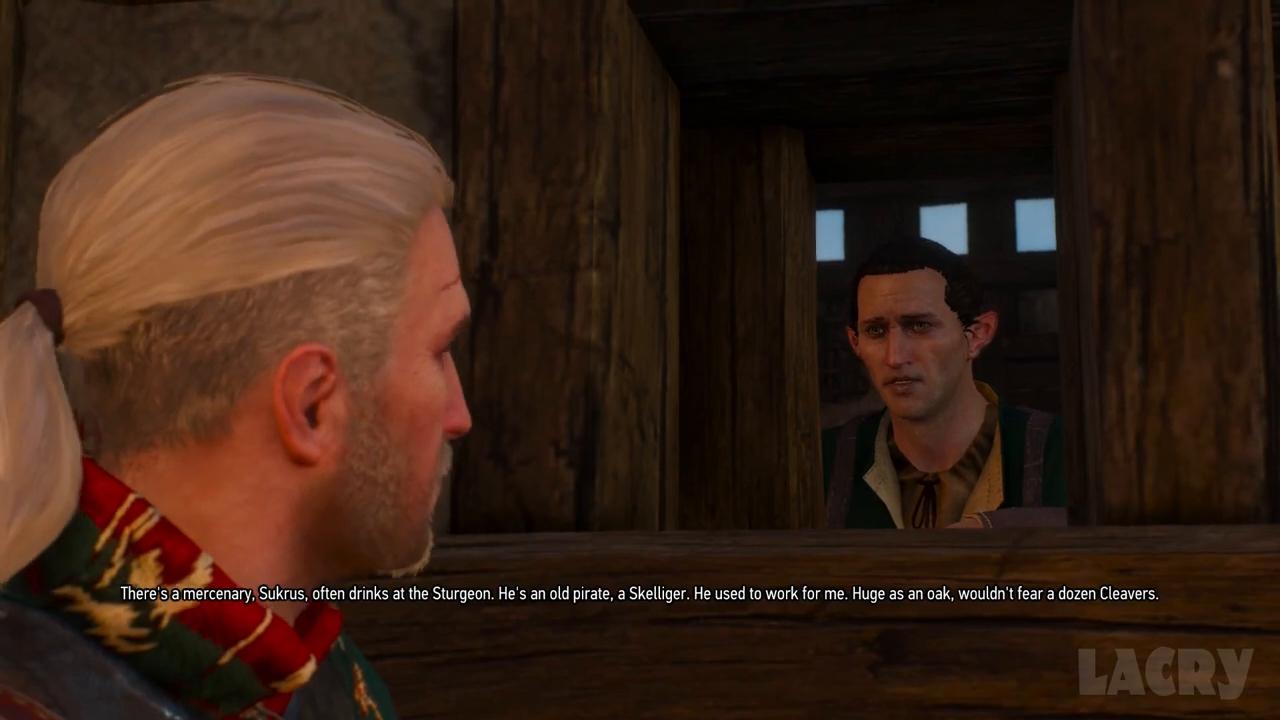 There's a mercenary, Sukrus, often drinks at the Sturgeon. He's an old pirate, a Skelliger. He used to work for me. Huge as an oak, wouldn't fear a dozen Cleavers.
LACRY